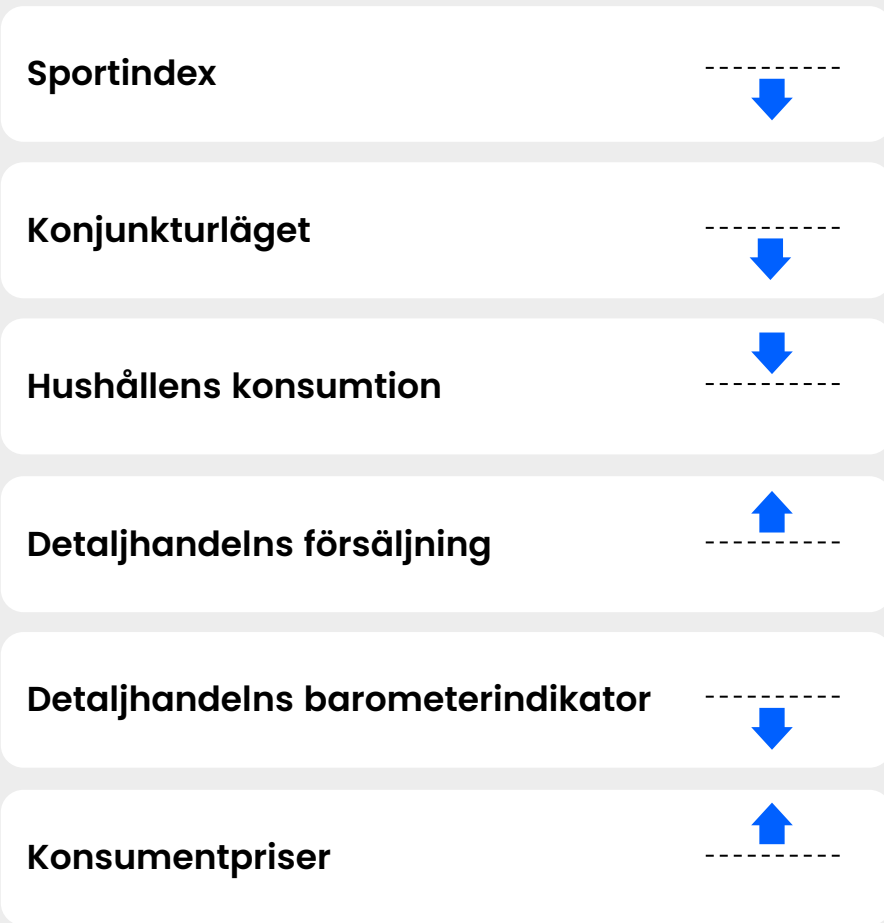 Sportindex
Konjunkturläget
Hushållens konsumtion
Detaljhandelns försäljning
Detaljhandelns barometerindikator
Konsumentpriser